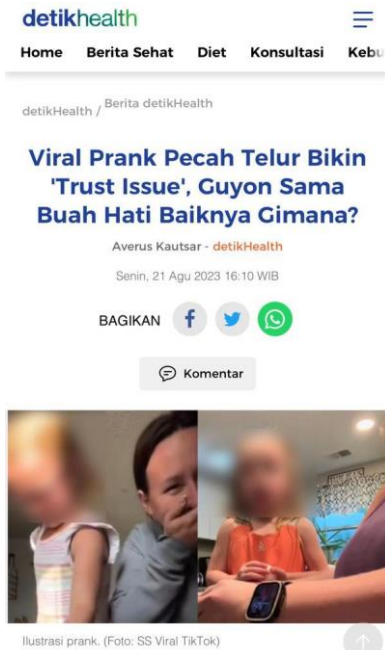 detikhealth
Home Berita Sehat Diet Konsultasi Kebu
detikHealth / Berita detikHealth
Viral Prank Pecah Telur Bikin
'Trust Issue', Guyon Sama
Buah Hati Baiknya Gimana?
Averus Kautsar - detikHealth
Senin, 21 Agu 2023 16:10 WIB
BAGIKAN
Komentar
Ilustrasi prank. (Foto: SS Viral TikTok)